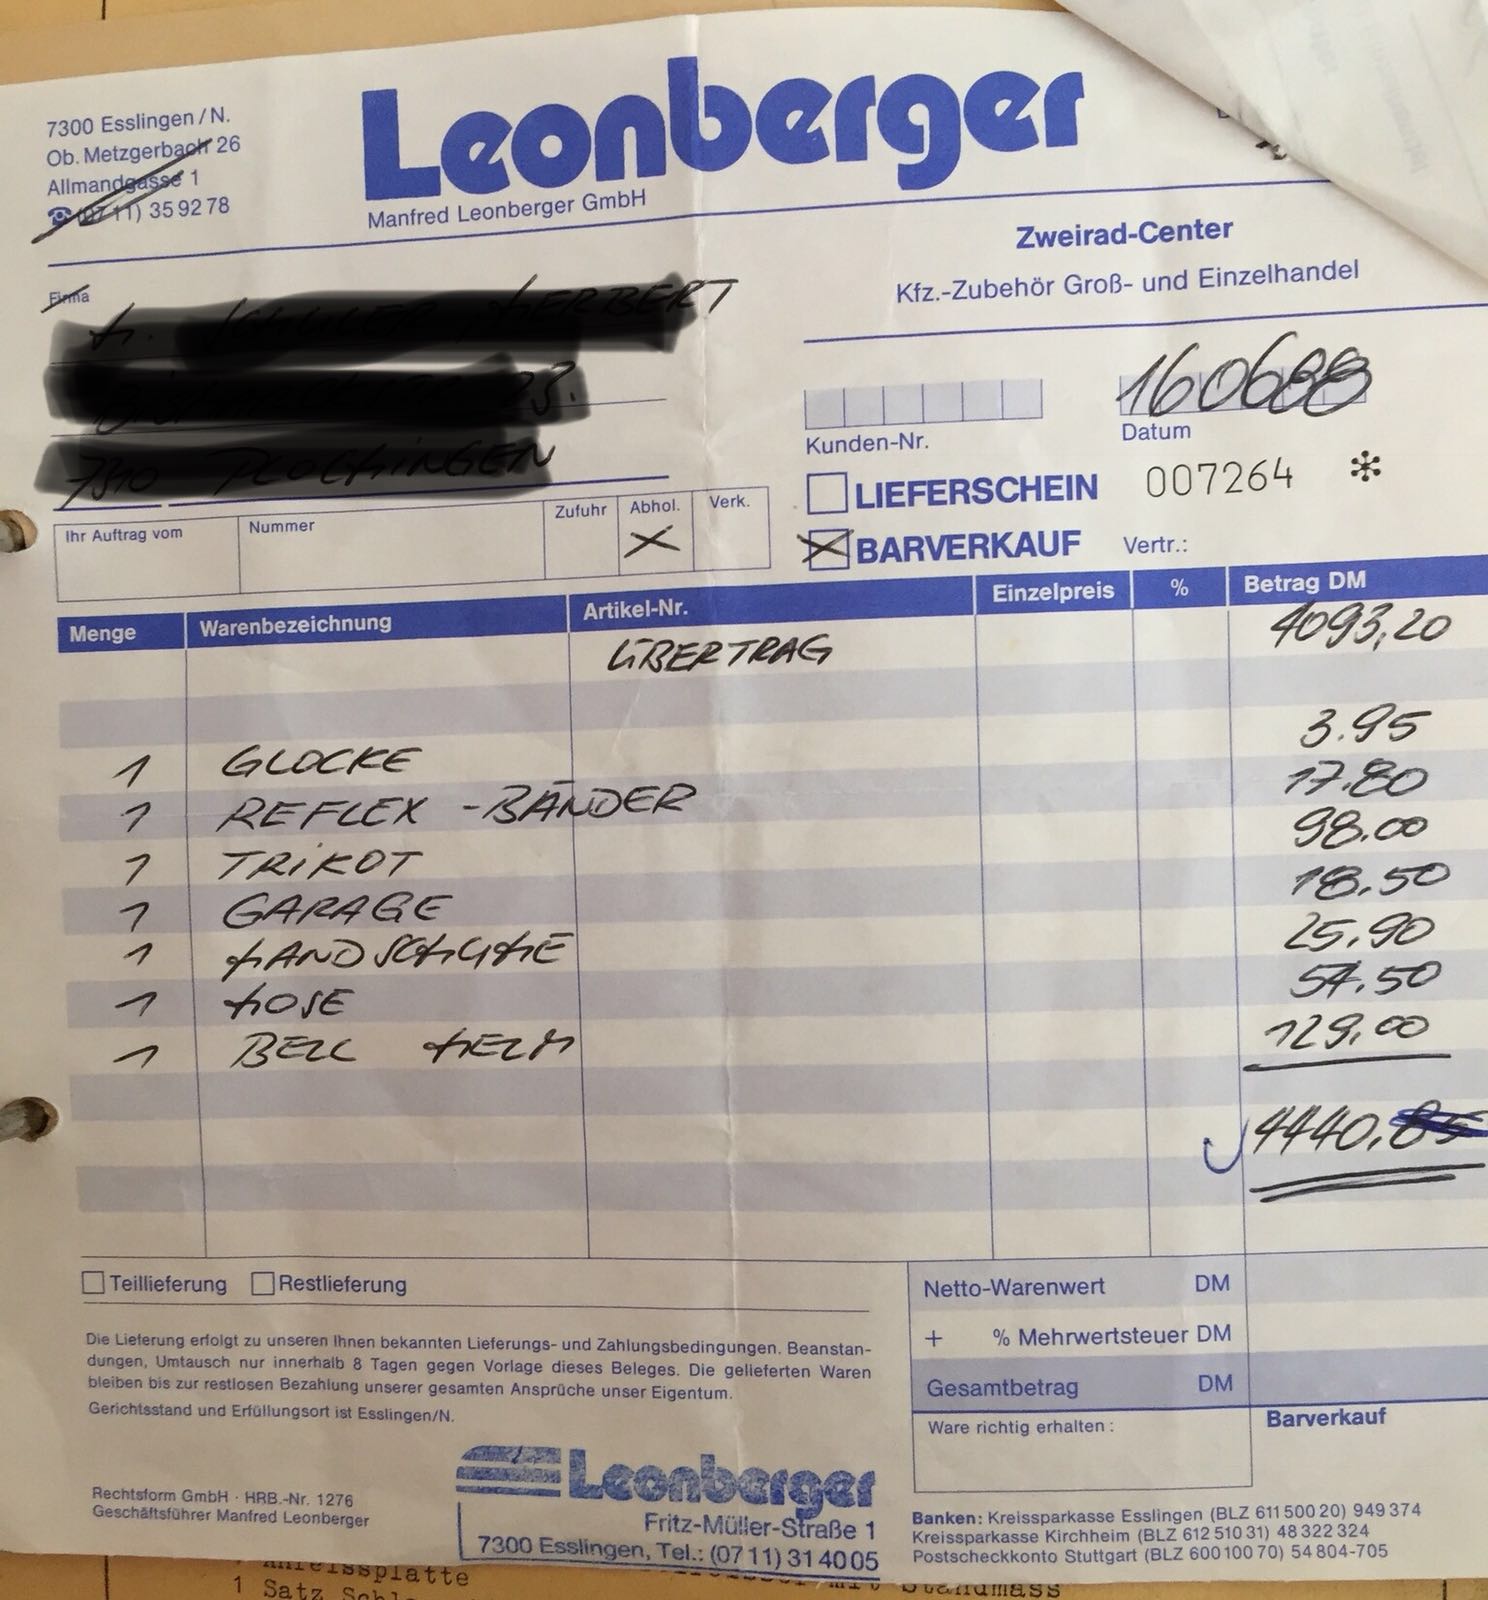 7300 Esslingen/N.
Ob. Metzgerbach 26
Allmandgasse 1
☎ (0711) 35 92 78
Leonberger
Manfred Leonberger GmbH
Zweirad-Center
Kfz.-Zubehör Groß- und Einzelhandel
Firma
160688
Kunden-Nr.
Datum
LIEFERSCHEIN 007264 *
BARVERKAUF Vertr.:
Ihr Auftrag vom Nummer Zufuhr Abhol. Verk.
Menge Warenbezeichnung Artikel-Nr. Einzelpreis % Betrag DM
ÜBERTRAG 4093,20
1 GLOCKE 3.95
1 REFLEX-BÄNDER 17.80
1 TRIKOT 98.00
1 GARAGE 18.50
1 HANDSCHUHE 25.90
1 HOSE 54.50
1 BELL HELM 129,00
4440,85
Teillieferung Restlieferung
Die Lieferung erfolgt zu unseren Ihnen bekannten Lieferungs- und Zahlungsbedingungen. Beanstan-
dungen, Umtausch nur innerhalb 8 Tagen gegen Vorlage dieses Beleges. Die gelieferten Waren
bleiben bis zur restlosen Bezahlung unserer gesamten Ansprüche unser Eigentum.
Gerichtsstand und Erfüllungsort ist Esslingen/N.
Netto-Warenwert DM
+ % Mehrwertsteuer DM
Gesamtbetrag DM
Ware richtig erhalten:
Barverkauf
Rechtsform GmbH · HRB.-Nr. 1276
Geschäftsführer Manfred Leonberger
Leonberger
Fritz-Müller-Straße 1
7300 Esslingen, Tel.: (0711) 314005
Banken: Kreissparkasse Esslingen (BLZ 611 500 20) 949 374
Kreissparkasse Kirchheim (BLZ 612 510 31) 48 322 324
Postscheckkonto Stuttgart (BLZ 600 100 70) 54 804-705
1 Satz